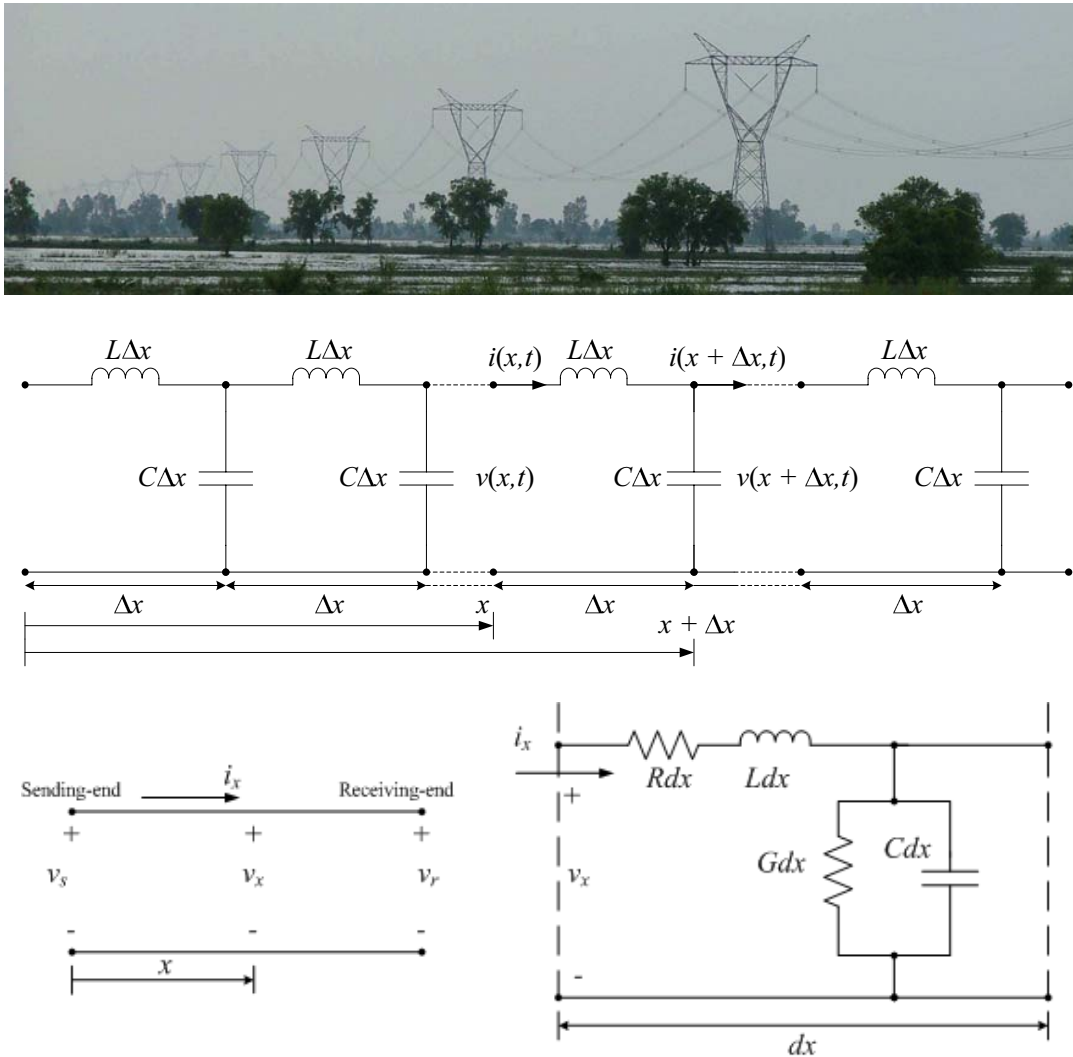 LΔx LΔx i(x,t) LΔx i(x + Δx,t) LΔx
CΔx CΔx v(x,t) CΔx v(x + Δx,t) CΔx
Δx Δx x Δx Δx
x + Δx
Sending-end i_x Receiving-end
+ + +
v_s v_x v_r
- - -
x
i_x
Rdx Ldx
+
v_x Gdx Cdx
-
dx